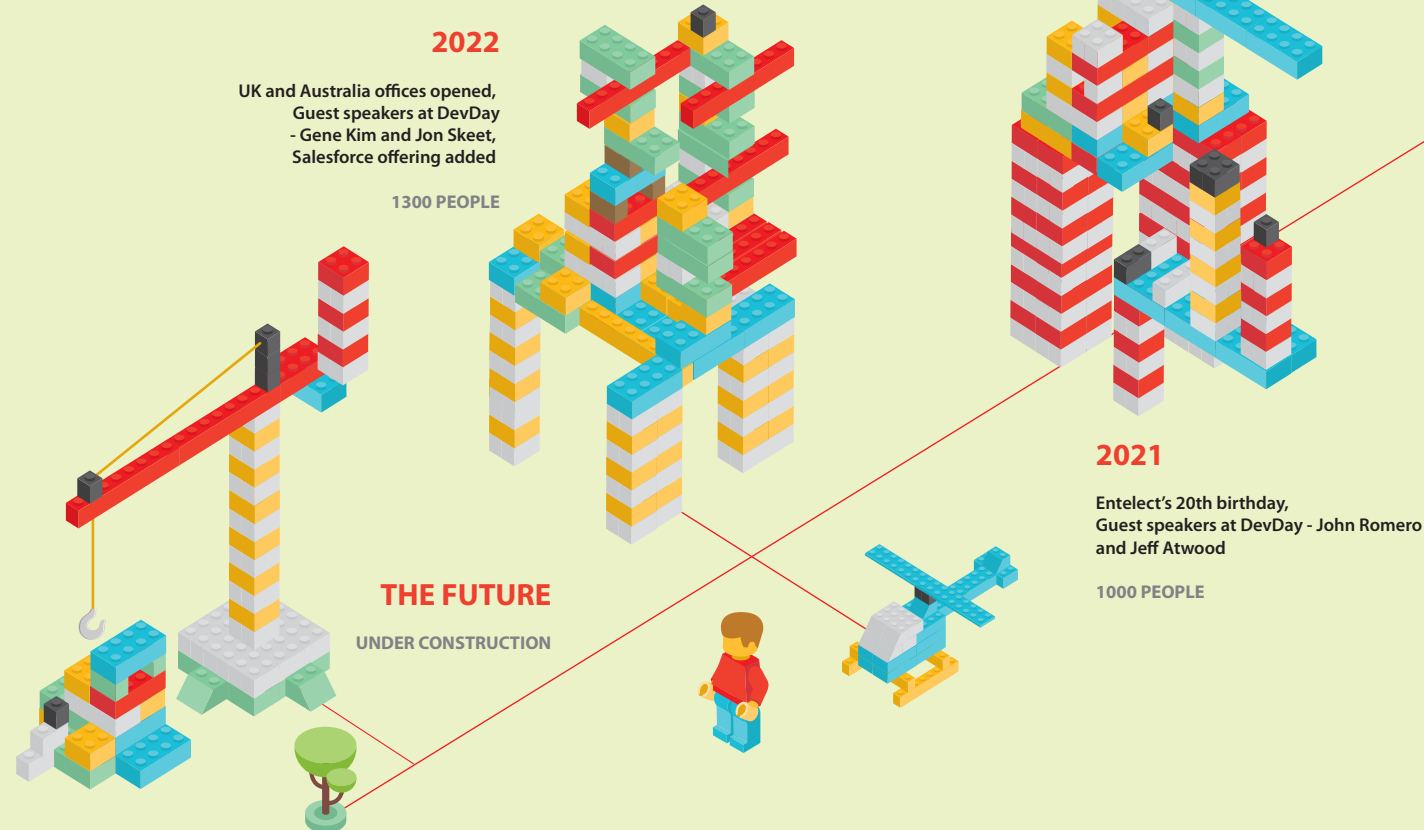 2022
UK and Australia offices opened,
Guest speakers at DevDay
- Gene Kim and Jon Skeet,
Salesforce offering added
1300 PEOPLE
2021
Entelect’s 20th birthday,
Guest speakers at DevDay - John Romero
and Jeff Atwood
1000 PEOPLE
THE FUTURE
UNDER CONSTRUCTION